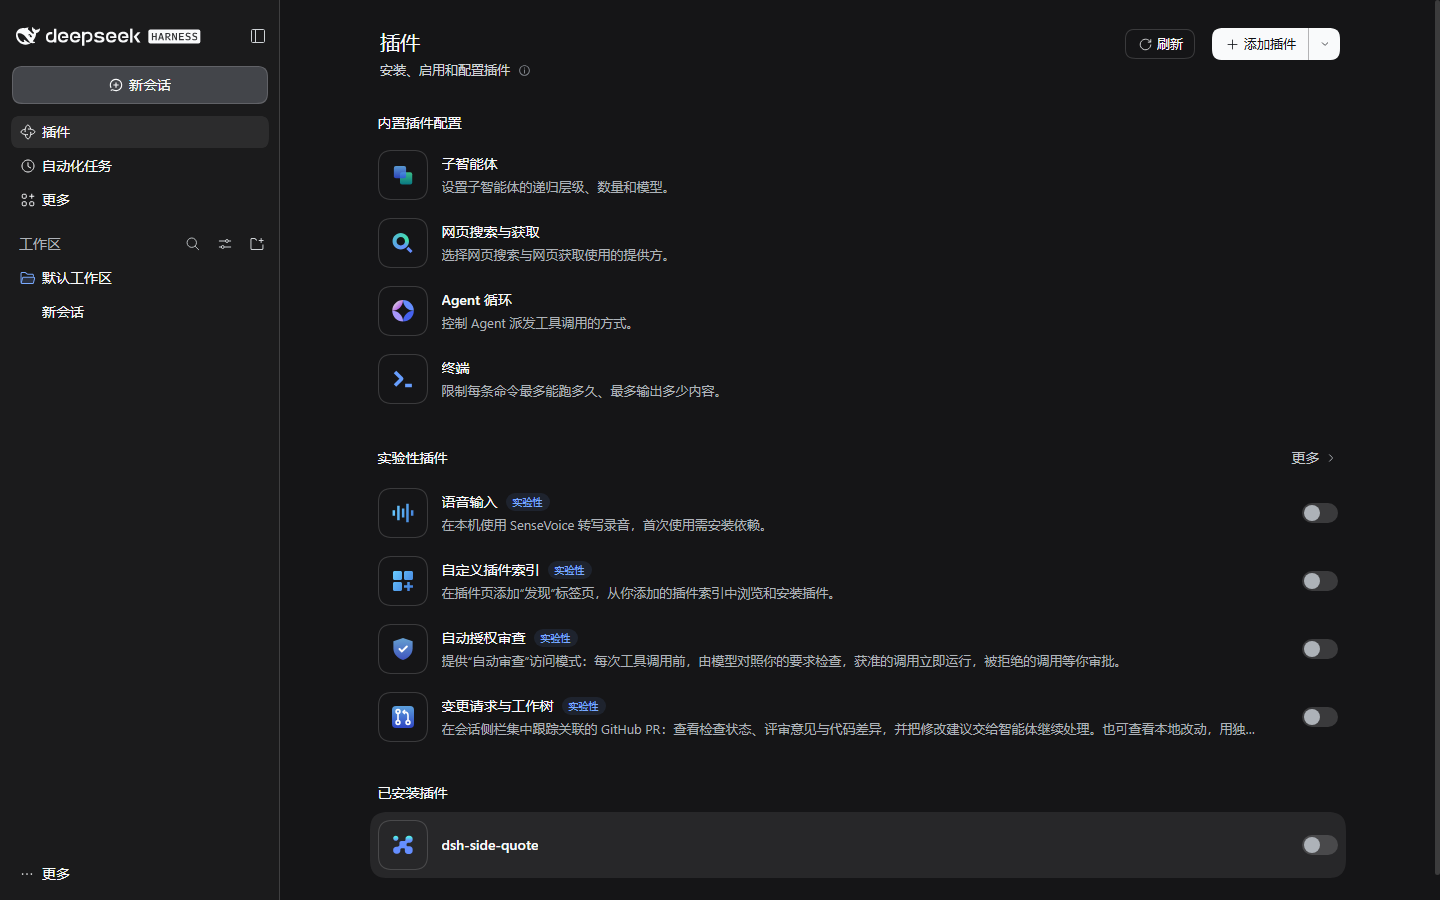 deepseek HARNESS
新会话
插件
自动化任务
更多
工作区
默认工作区
新会话
更多
插件
安装、启用和配置插件
刷新
添加插件
内置插件配置
子智能体
设置子智能体的递归层级、数量和模型。
网页搜索与获取
选择网页搜索与网页获取使用的提供方。
Agent 循环
控制 Agent 派发工具调用的方式。
终端
限制每条命令最多能跑多久、最多输出多少内容。
实验性插件
更多
语音输入 实验性
在本机使用 SenseVoice 转写录音，首次使用需安装依赖。
自定义插件索引 实验性
在插件页添加“发现”标签页，从你添加的插件索引中浏览和安装插件。
自动授权审查 实验性
提供“自动审查”访问模式：每次工具调用前，由模型对照你的要求检查，获准的调用立即运行，被拒绝的调用等你审批。
变更请求与工作树 实验性
在会话侧栏集中跟踪关联的 GitHub PR：查看检查状态、评审意见与代码差异，并把修改建议交给智能体继续处理。也可查看本地改动，用独...
已安装插件
dsh-side-quote